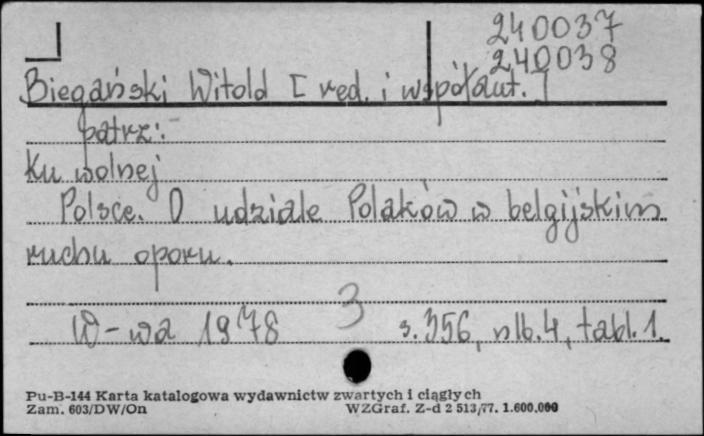 240037
240038
Biegański Witold [ red. i współaut. ]
patrz:
Ku wolnej
Polsce. O udziale Polaków w belgijskim
ruchu oporu.
3
W-wa 1978 s. 356, nlb. 4, tabl. 1.
Pu-B-144 Karta katalogowa wydawnictw zwartych i ciągłych
Zam. 603/DW/On WZGraf. Z-d 2 513/77. 1.600.000